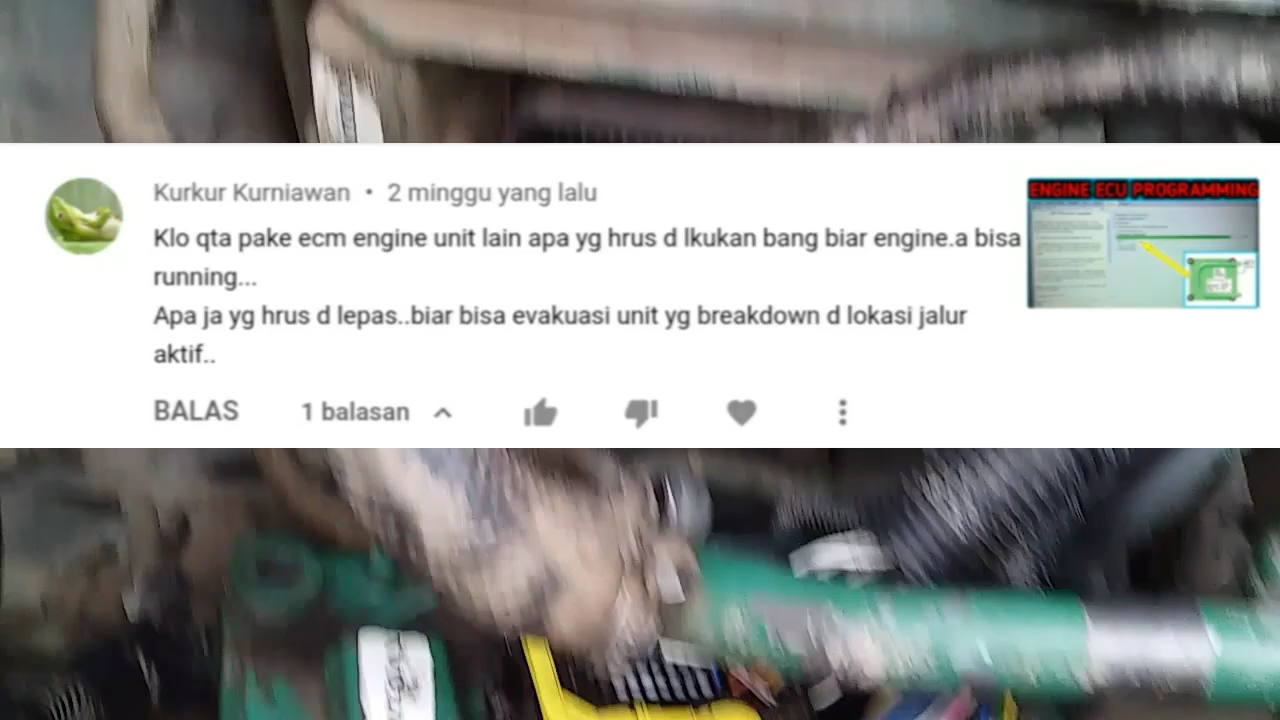 Kurkur Kurniawan • 2 minggu yang lalu
Klo qta pake ecm engine unit lain apa yg hrus d lkukan bang biar engine.a bisa
running...
Apa ja yg hrus d lepas..biar bisa evakuasi unit yg breakdown d lokasi jalur
aktif..
BALAS 1 balasan
ENGINE ECU PROGRAMMING